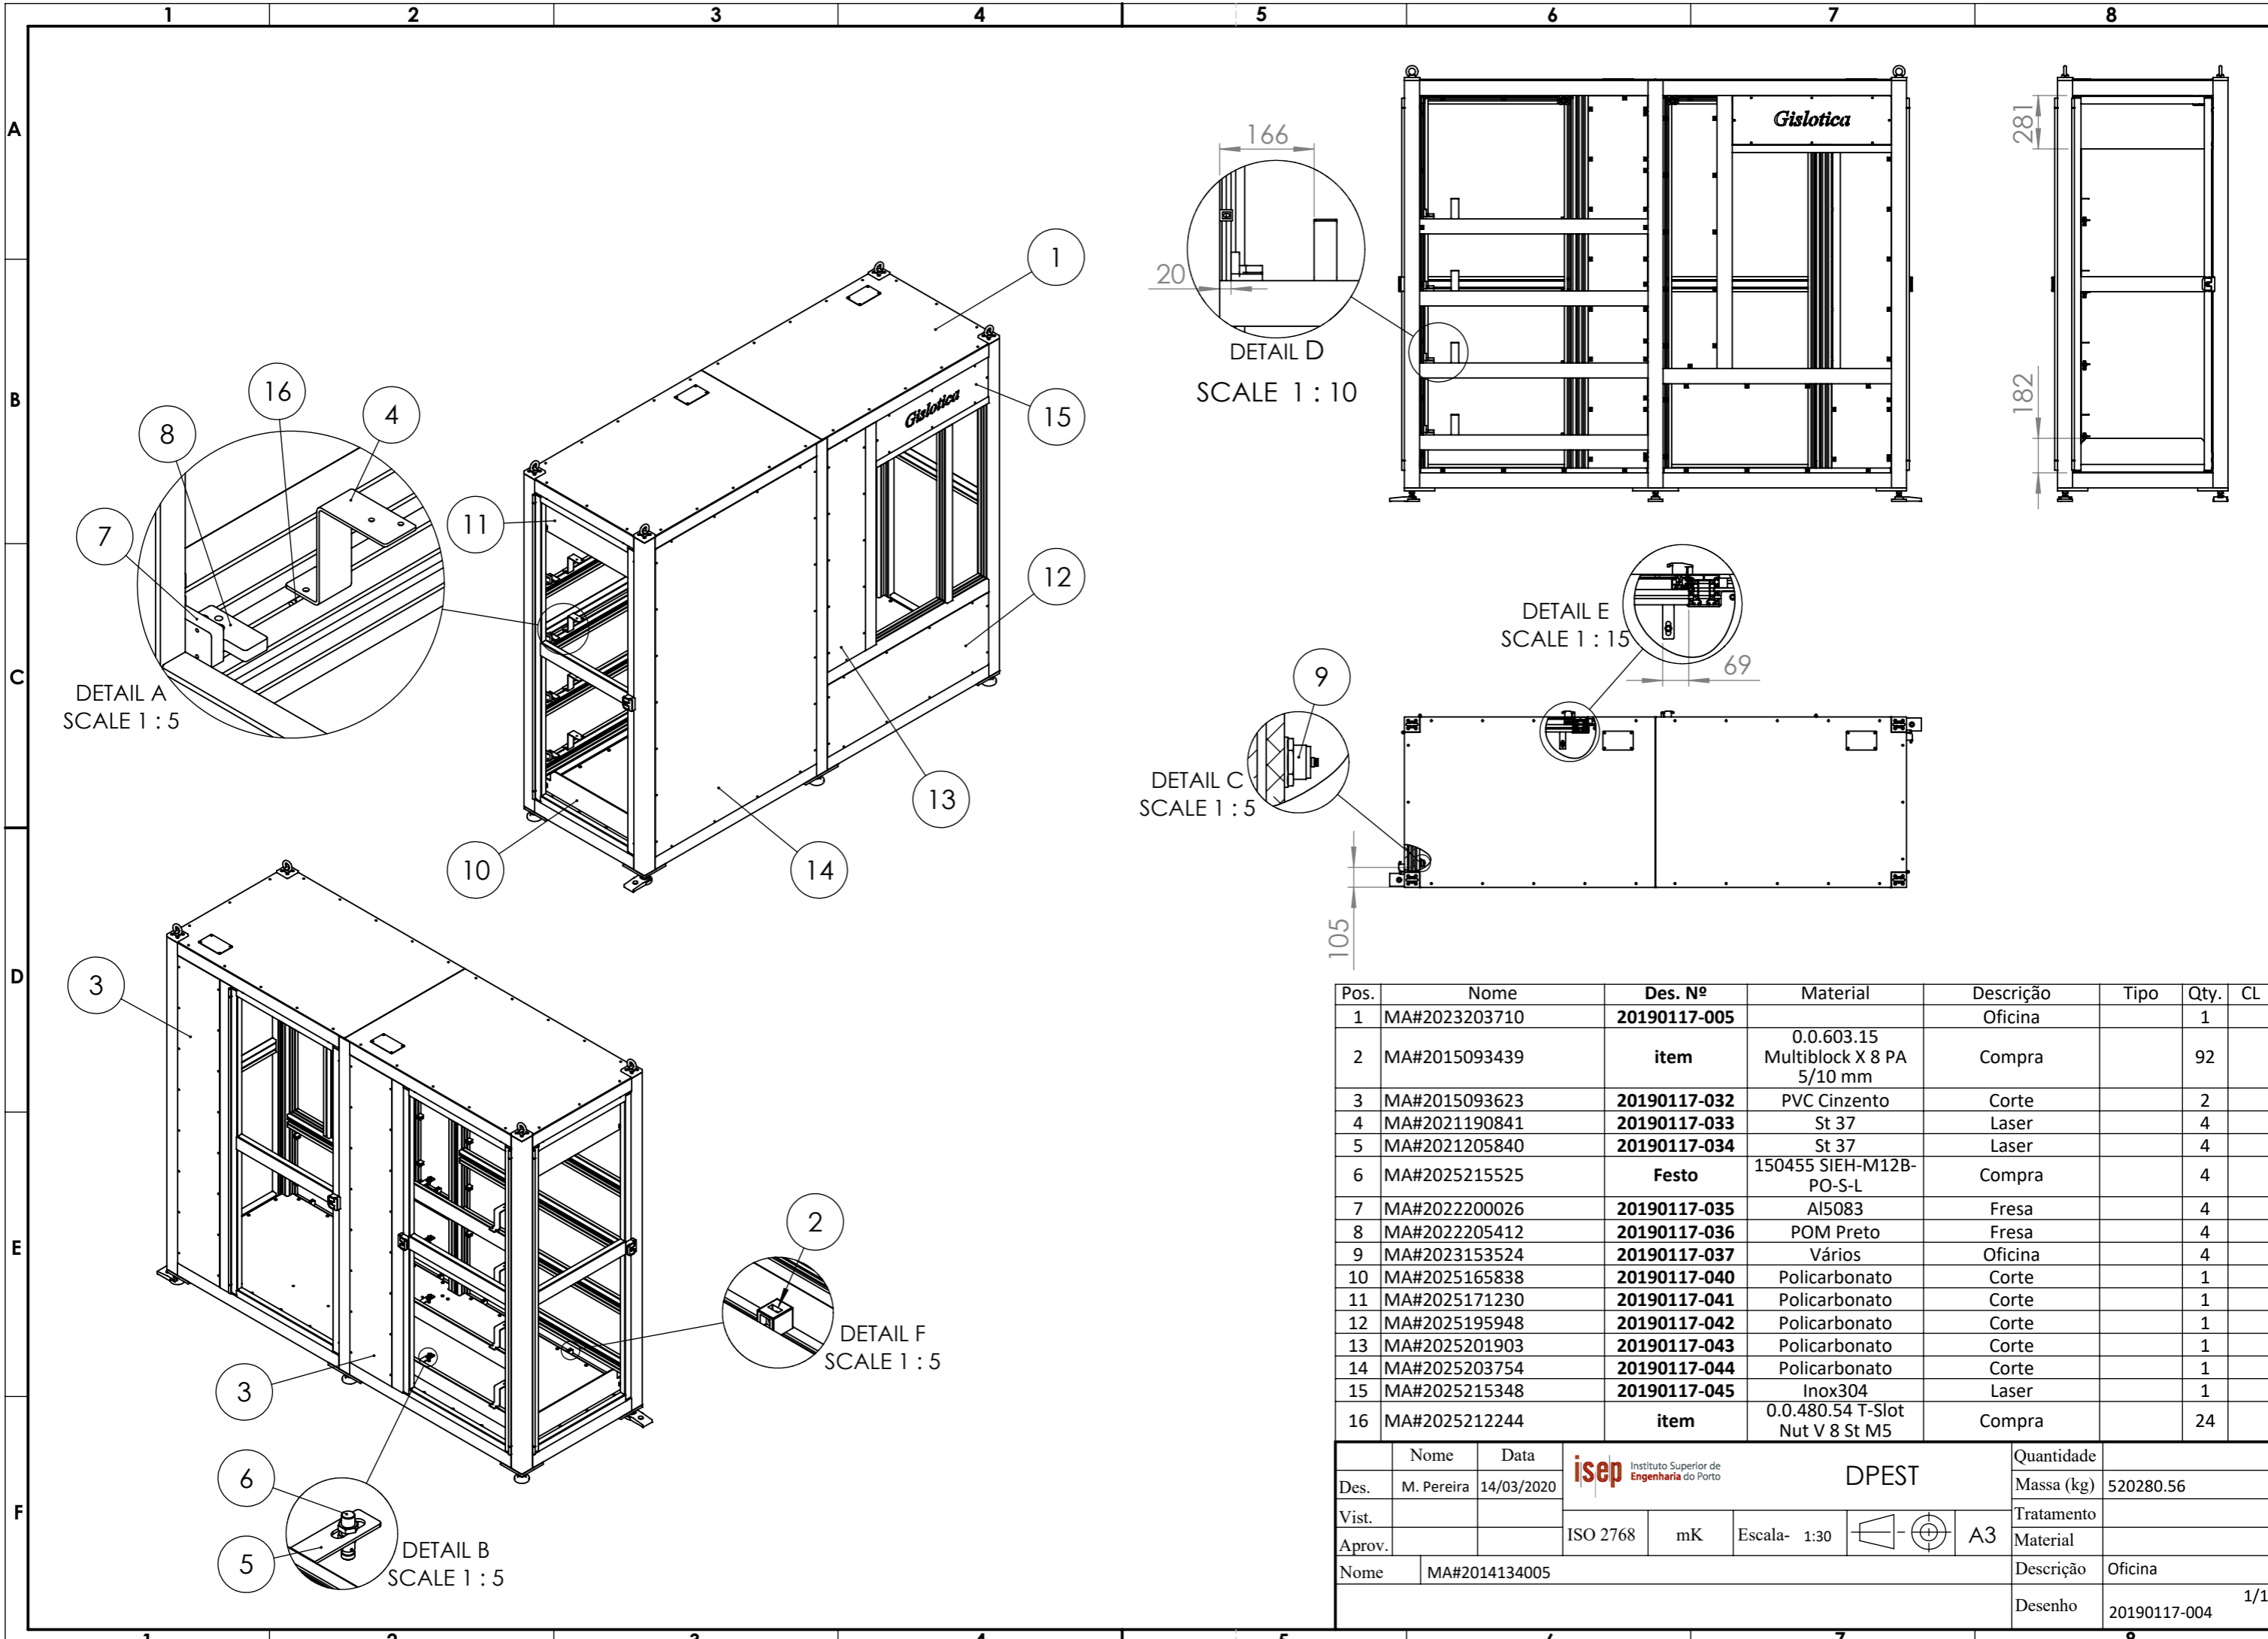 1 2 3 4 5 6 7 8
A
B
C
D
E
F
1
15
12
13
14
10
11
16
4
8
7
Gislotica
DETAIL A
SCALE 1 : 5
166
20
DETAIL D
SCALE 1 : 10
Gislotica
281
182
DETAIL E
SCALE 1 : 15
69
9
DETAIL C
SCALE 1 : 5
105
3
3
2
DETAIL F
SCALE 1 : 5
6
5
DETAIL B
SCALE 1 : 5
Pos. Nome Des. Nº Material Descrição Tipo Qty. CL
1 MA#2023203710 20190117-005 Oficina 1
2 MA#2015093439 item 0.0.603.15 Multiblock X 8 PA 5/10 mm Compra 92
3 MA#2015093623 20190117-032 PVC Cinzento Corte 2
4 MA#2021190841 20190117-033 St 37 Laser 4
5 MA#2021205840 20190117-034 St 37 Laser 4
6 MA#2025215525 Festo 150455 SIEH-M12B-PO-S-L Compra 4
7 MA#2022200026 20190117-035 Al5083 Fresa 4
8 MA#2022205412 20190117-036 POM Preto Fresa 4
9 MA#2023153524 20190117-037 Vários Oficina 4
10 MA#2025165838 20190117-040 Policarbonato Corte 1
11 MA#2025171230 20190117-041 Policarbonato Corte 1
12 MA#2025195948 20190117-042 Policarbonato Corte 1
13 MA#2025201903 20190117-043 Policarbonato Corte 1
14 MA#2025203754 20190117-044 Policarbonato Corte 1
15 MA#2025215348 20190117-045 Inox304 Laser 1
16 MA#2025212244 item 0.0.480.54 T-Slot Nut V 8 St M5 Compra 24
Nome Data
Des. M. Pereira 14/03/2020
Vist.
Aprov.
isep Instituto Superior de Engenharia do Porto
DPEST
ISO 2768 mK Escala- 1:30 A3
Nome MA#2014134005
Quantidade
Massa (kg) 520280.56
Tratamento
Material
Descrição Oficina
Desenho 20190117-004 1/1